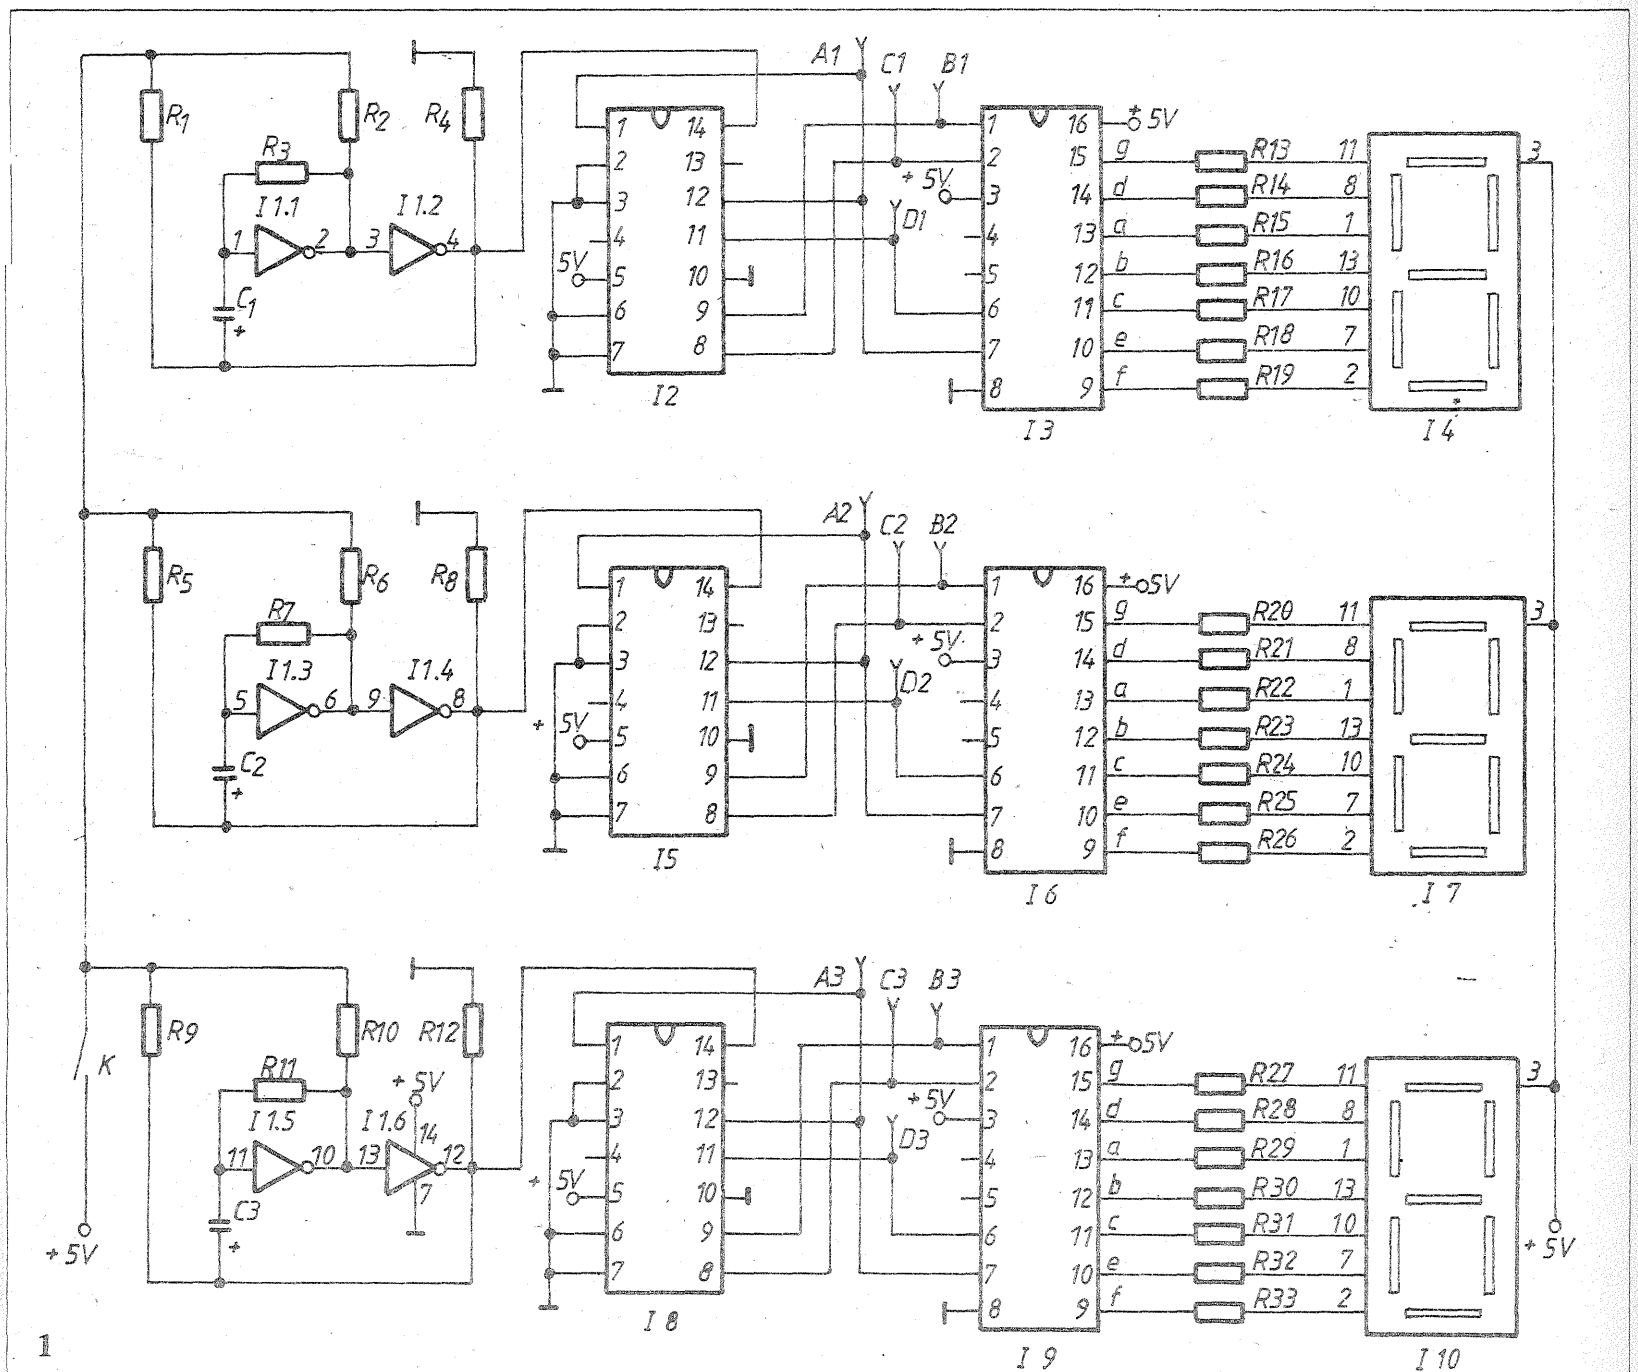 A1 C1 B1
R1 R2 R4
R3
I1.1 I1.2
1 2 3 4
C1
+
5V
1 14
2 13
3 12
4 11
5 10
6 9
7 8
I2
+ 5V
D1
1 16
2 15
3 14
4 13
5 12
6 11
7 10
8 9
I3
+ 5V
g R13 11
d R14 8
a R15 1
b R16 13
c R17 10
e R18 7
f R19 2
3
I4
A2 C2 B2
R5 R6 R8
R7
I1.3 I1.4
5 6 9 8
C2
+
+ 5V
1 14
2 13
3 12
4 11
5 10
6 9
7 8
I5
+ 5V
D2
1 16
2 15
3 14
4 13
5 12
6 11
7 10
8 9
I6
+ 5V
g R20 11
d R21 8
a R22 1
b R23 13
c R24 10
e R25 7
f R26 2
3
I7
A3 C3 B3
R9 R10 R12
K
R11
+ 5V
I1.5 I1.6
14
11 10 13 12
7
C3
+
+ 5V
+ 5V
1 14
2 13
3 12
4 11
5 10
6 9
7 8
I8
+ 5V
D3
1 16
2 15
3 14
4 13
5 12
6 11
7 10
8 9
I9
+ 5V
g R27 11
d R28 8
a R29 1
b R30 13
c R31 10
e R32 7
f R33 2
3
+ 5V
I10
1